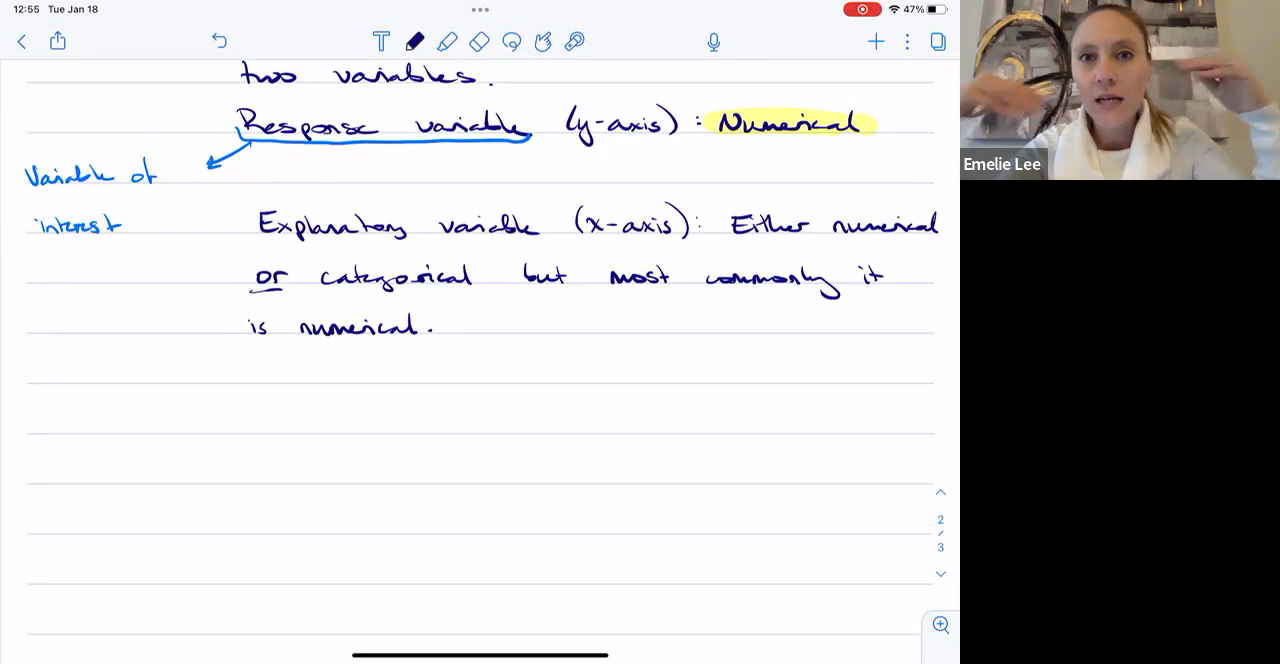 12:55 Tue Jan 18
47%
two variables.
Response variable (y-axis): Numerical
Variable of
interest
Explanatory variable (x-axis): Either numerical
or categorical but most commonly it
is numerical.
2
/
3
Emelie Lee